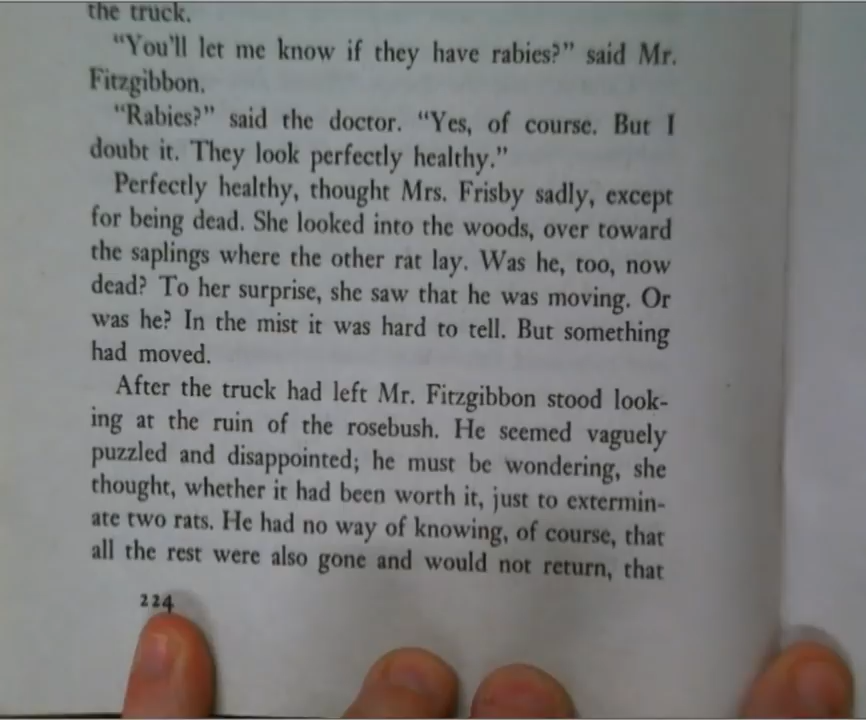 the truck.
“You’ll let me know if they have rabies?” said Mr.
Fitzgibbon.
“Rabies?” said the doctor. “Yes, of course. But I
doubt it. They look perfectly healthy.”
Perfectly healthy, thought Mrs. Frisby sadly, except
for being dead. She looked into the woods, over toward
the saplings where the other rat lay. Was he, too, now
dead? To her surprise, she saw that he was moving. Or
was he? In the mist it was hard to tell. But something
had moved.
After the truck had left Mr. Fitzgibbon stood look-
ing at the ruin of the rosebush. He seemed vaguely
puzzled and disappointed; he must be wondering, she
thought, whether it had been worth it, just to extermin-
ate two rats. He had no way of knowing, of course, that
all the rest were also gone and would not return, that
224